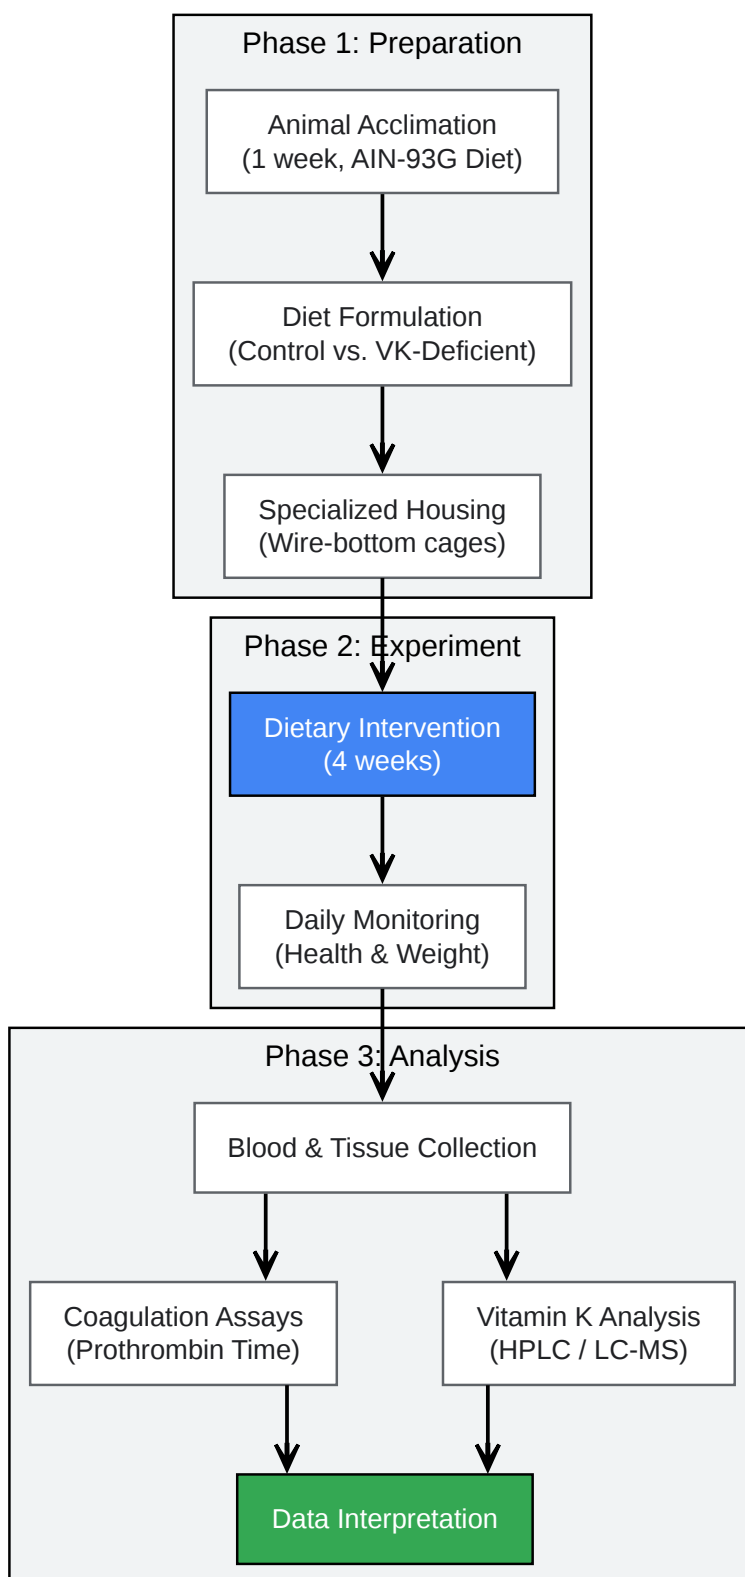 Phase 1: Preparation
Animal Acclimation
(1 week, AIN-93G Diet)
Diet Formulation
(Control vs. VK-Deficient)
Specialized Housing
(Wire-bottom cages)
Phase 2: Experiment
Dietary Intervention
(4 weeks)
Daily Monitoring
(Health & Weight)
Phase 3: Analysis
Blood & Tissue Collection
Coagulation Assays
(Prothrombin Time)
Vitamin K Analysis
(HPLC / LC-MS)
Data Interpretation